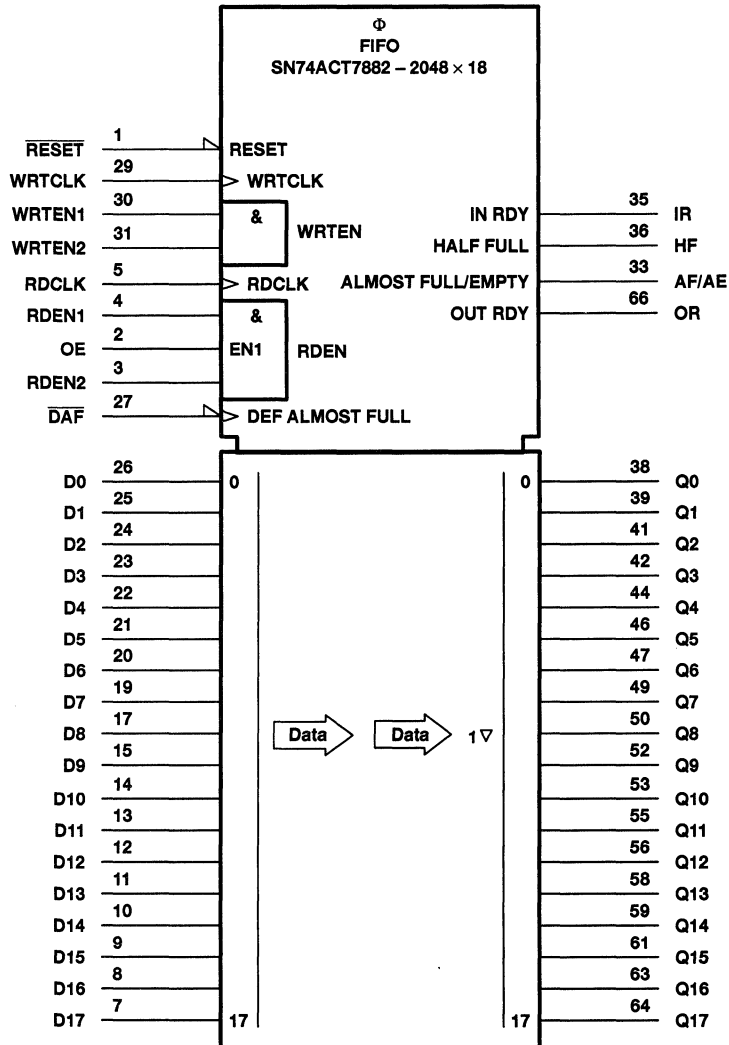 Φ
FIFO
SN74ACT7882 – 2048 × 18
RESET 1 RESET
WRTCLK 29 WRTCLK
WRTEN1 30 & WRTEN
WRTEN2 31
RDCLK 5 RDCLK
RDEN1 4 &
OE 2 EN1 RDEN
RDEN2 3
DAF 27 DEF ALMOST FULL
IN RDY 35 IR
HALF FULL 36 HF
ALMOST FULL/EMPTY 33 AF/AE
OUT RDY 66 OR
D0 26 0
D1 25
D2 24
D3 23
D4 22
D5 21
D6 20
D7 19
D8 17
D9 15
D10 14
D11 13
D12 12
D13 11
D14 10
D15 9
D16 8
D17 7 17
Data Data 1∇
0 38 Q0
39 Q1
41 Q2
42 Q3
44 Q4
46 Q5
47 Q6
49 Q7
50 Q8
52 Q9
53 Q10
55 Q11
56 Q12
58 Q13
59 Q14
61 Q15
63 Q16
17 64 Q17